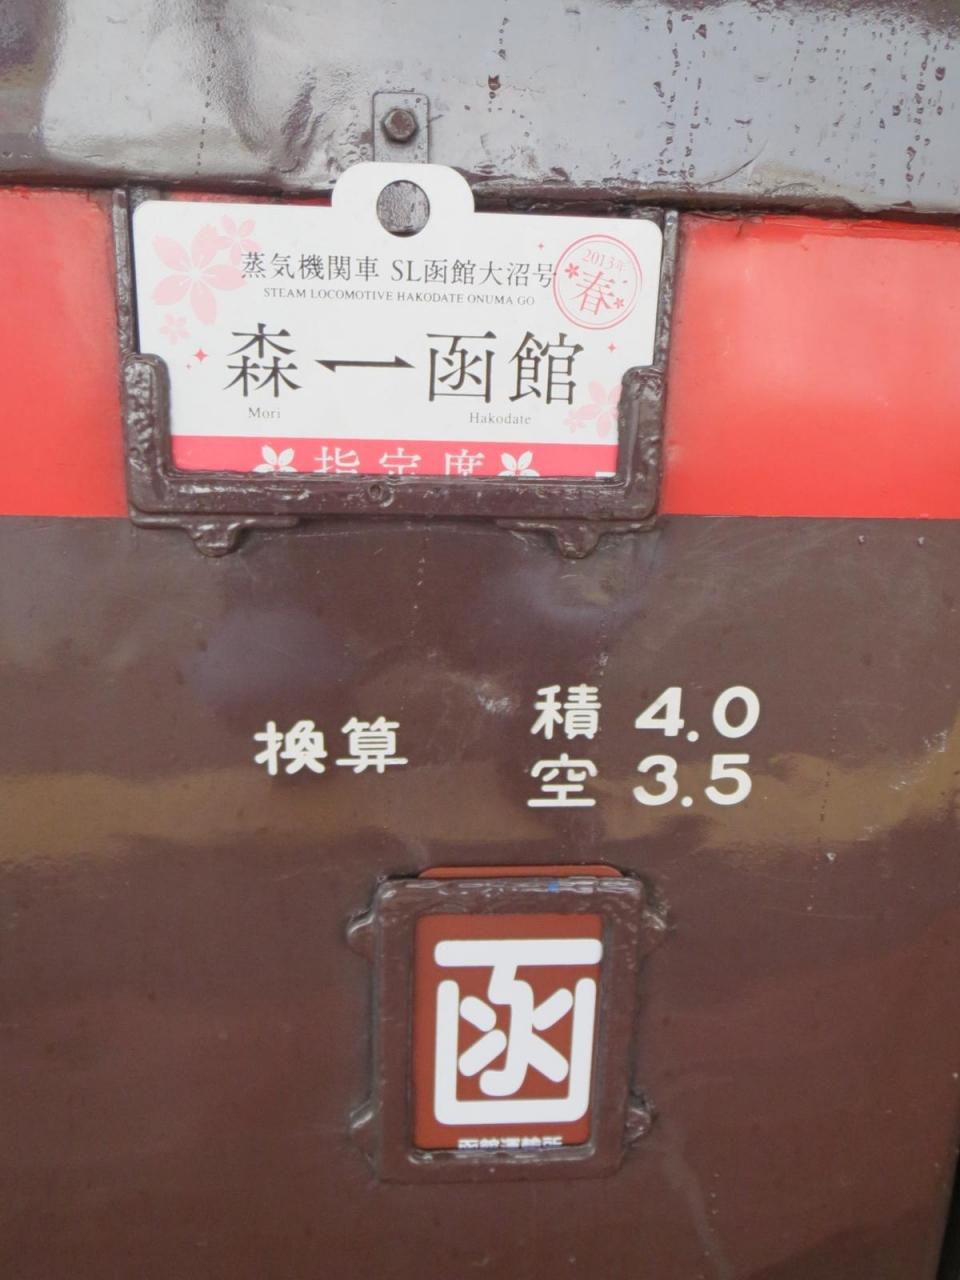 蒸気機関車 SL函館大沼号
STEAM LOCOMOTIVE HAKODATE ONUMA GO
2013年
春
森 ⇀ 函館
Mori Hakodate
指定席
換算 積 4.0
空 3.5
函
函館運輸所